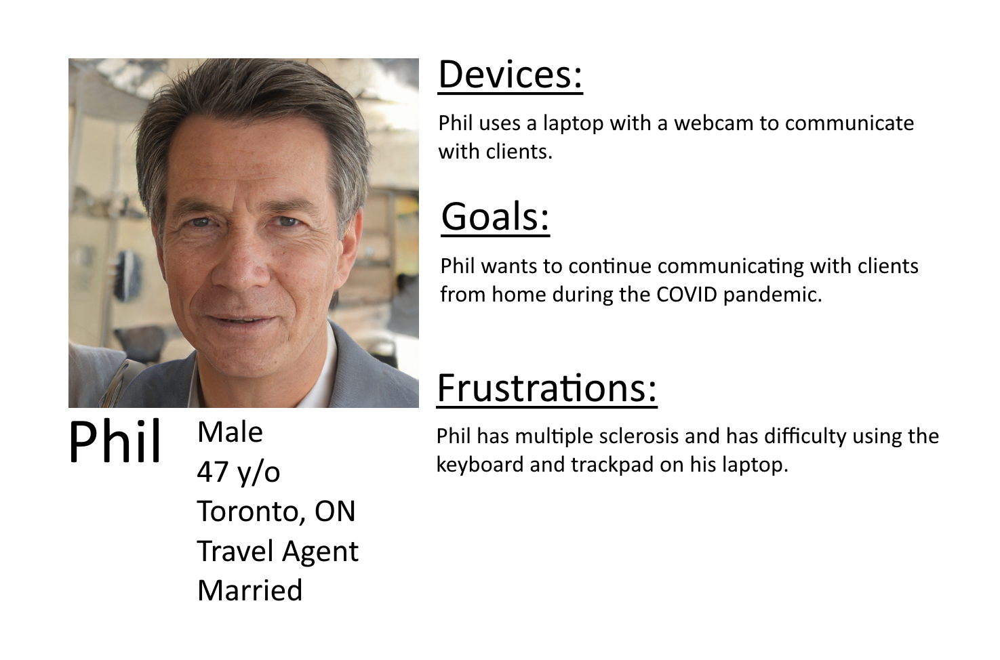 Devices:
Phil uses a laptop with a webcam to communicate
with clients.
Goals:
Phil wants to continue communicating with clients
from home during the COVID pandemic.
Frustrations:
Phil has multiple sclerosis and has difficulty using the
keyboard and trackpad on his laptop.
Phil
Male
47 y/o
Toronto, ON
Travel Agent
Married